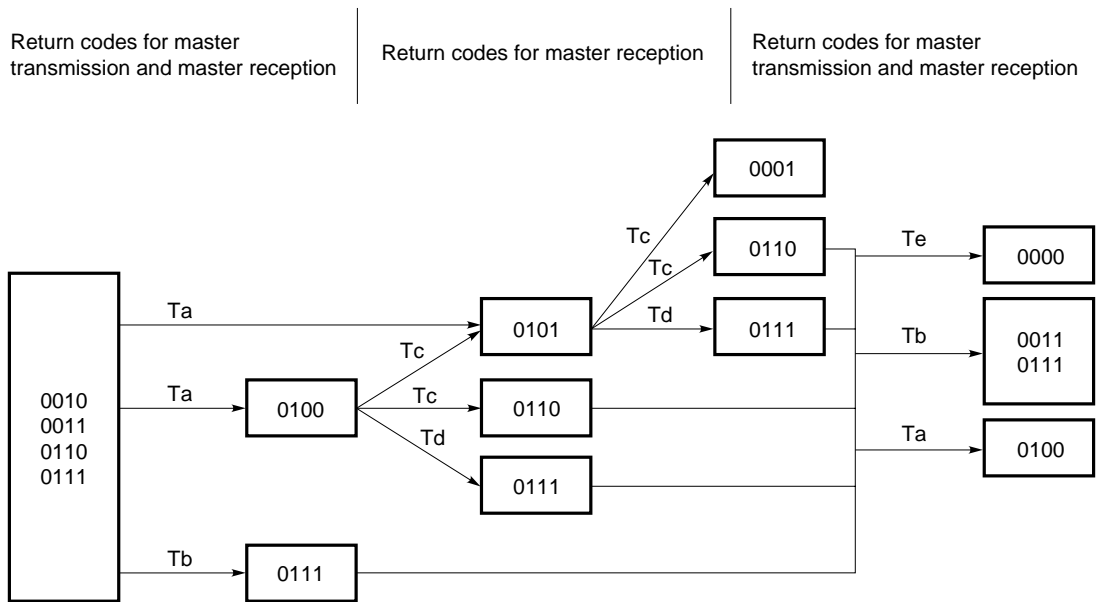 Return codes for master
transmission and master reception
Return codes for master reception
Return codes for master
transmission and master reception
0001
Tc
0110
Te
0000
Tc
Ta
0101
Td
0111
0011
0111
Tb
Tc
0010
0011
0110
0111
Ta
0100
Tc
0110
Td
Ta
0100
0111
Tb
0111